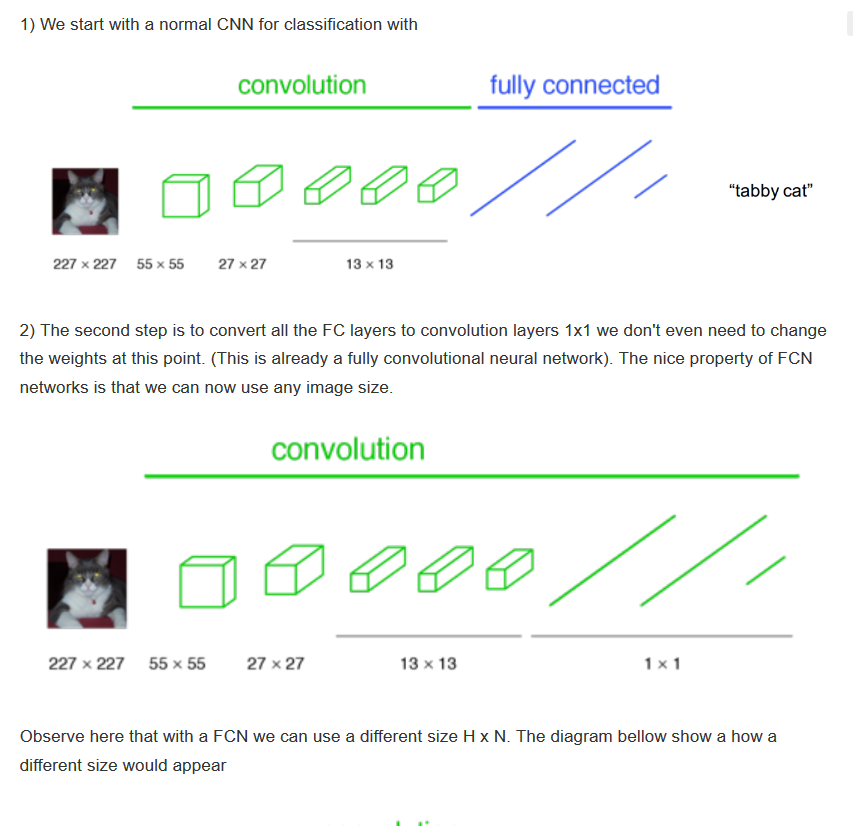 1) We start with a normal CNN for classification with
convolution
fully connected
"tabby cat"
227 × 227
55 × 55
27 × 27
13 × 13
2) The second step is to convert all the FC layers to convolution layers 1x1 we don't even need to change
the weights at this point. (This is already a fully convolutional neural network). The nice property of FCN
networks is that we can now use any image size.
convolution
227 × 227
55 × 55
27 × 27
13 × 13
1 × 1
Observe here that with a FCN we can use a different size H x N. The diagram bellow show a how a
different size would appear